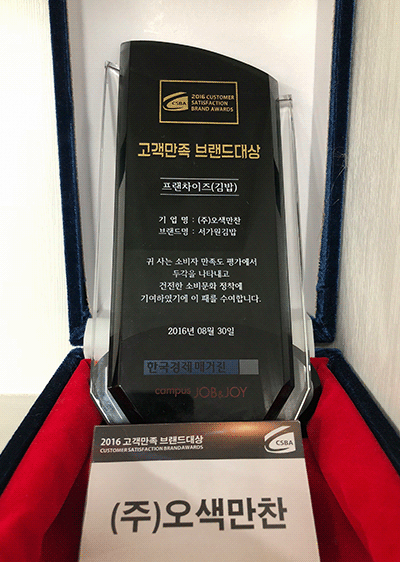 CSBA
2016 CUSTOMER
SATISFACTION
BRAND AWARDS
고객만족 브랜드대상
프랜차이즈(김밥)
기 업 명 : (주)오색만찬
브랜드명 : 서가원김밥
귀 사는 소비자 만족도 평가에서
두각을 나타내고
건전한 소비문화 정착에
기여하였기에 이 패를 수여합니다.
2016년 08월 30일
한국경제매거진
campus JOB&JOY
2016 고객만족 브랜드대상
CUSTOMER SATISFACTION BRAND AWARDS
CSBA
(주)오색만찬